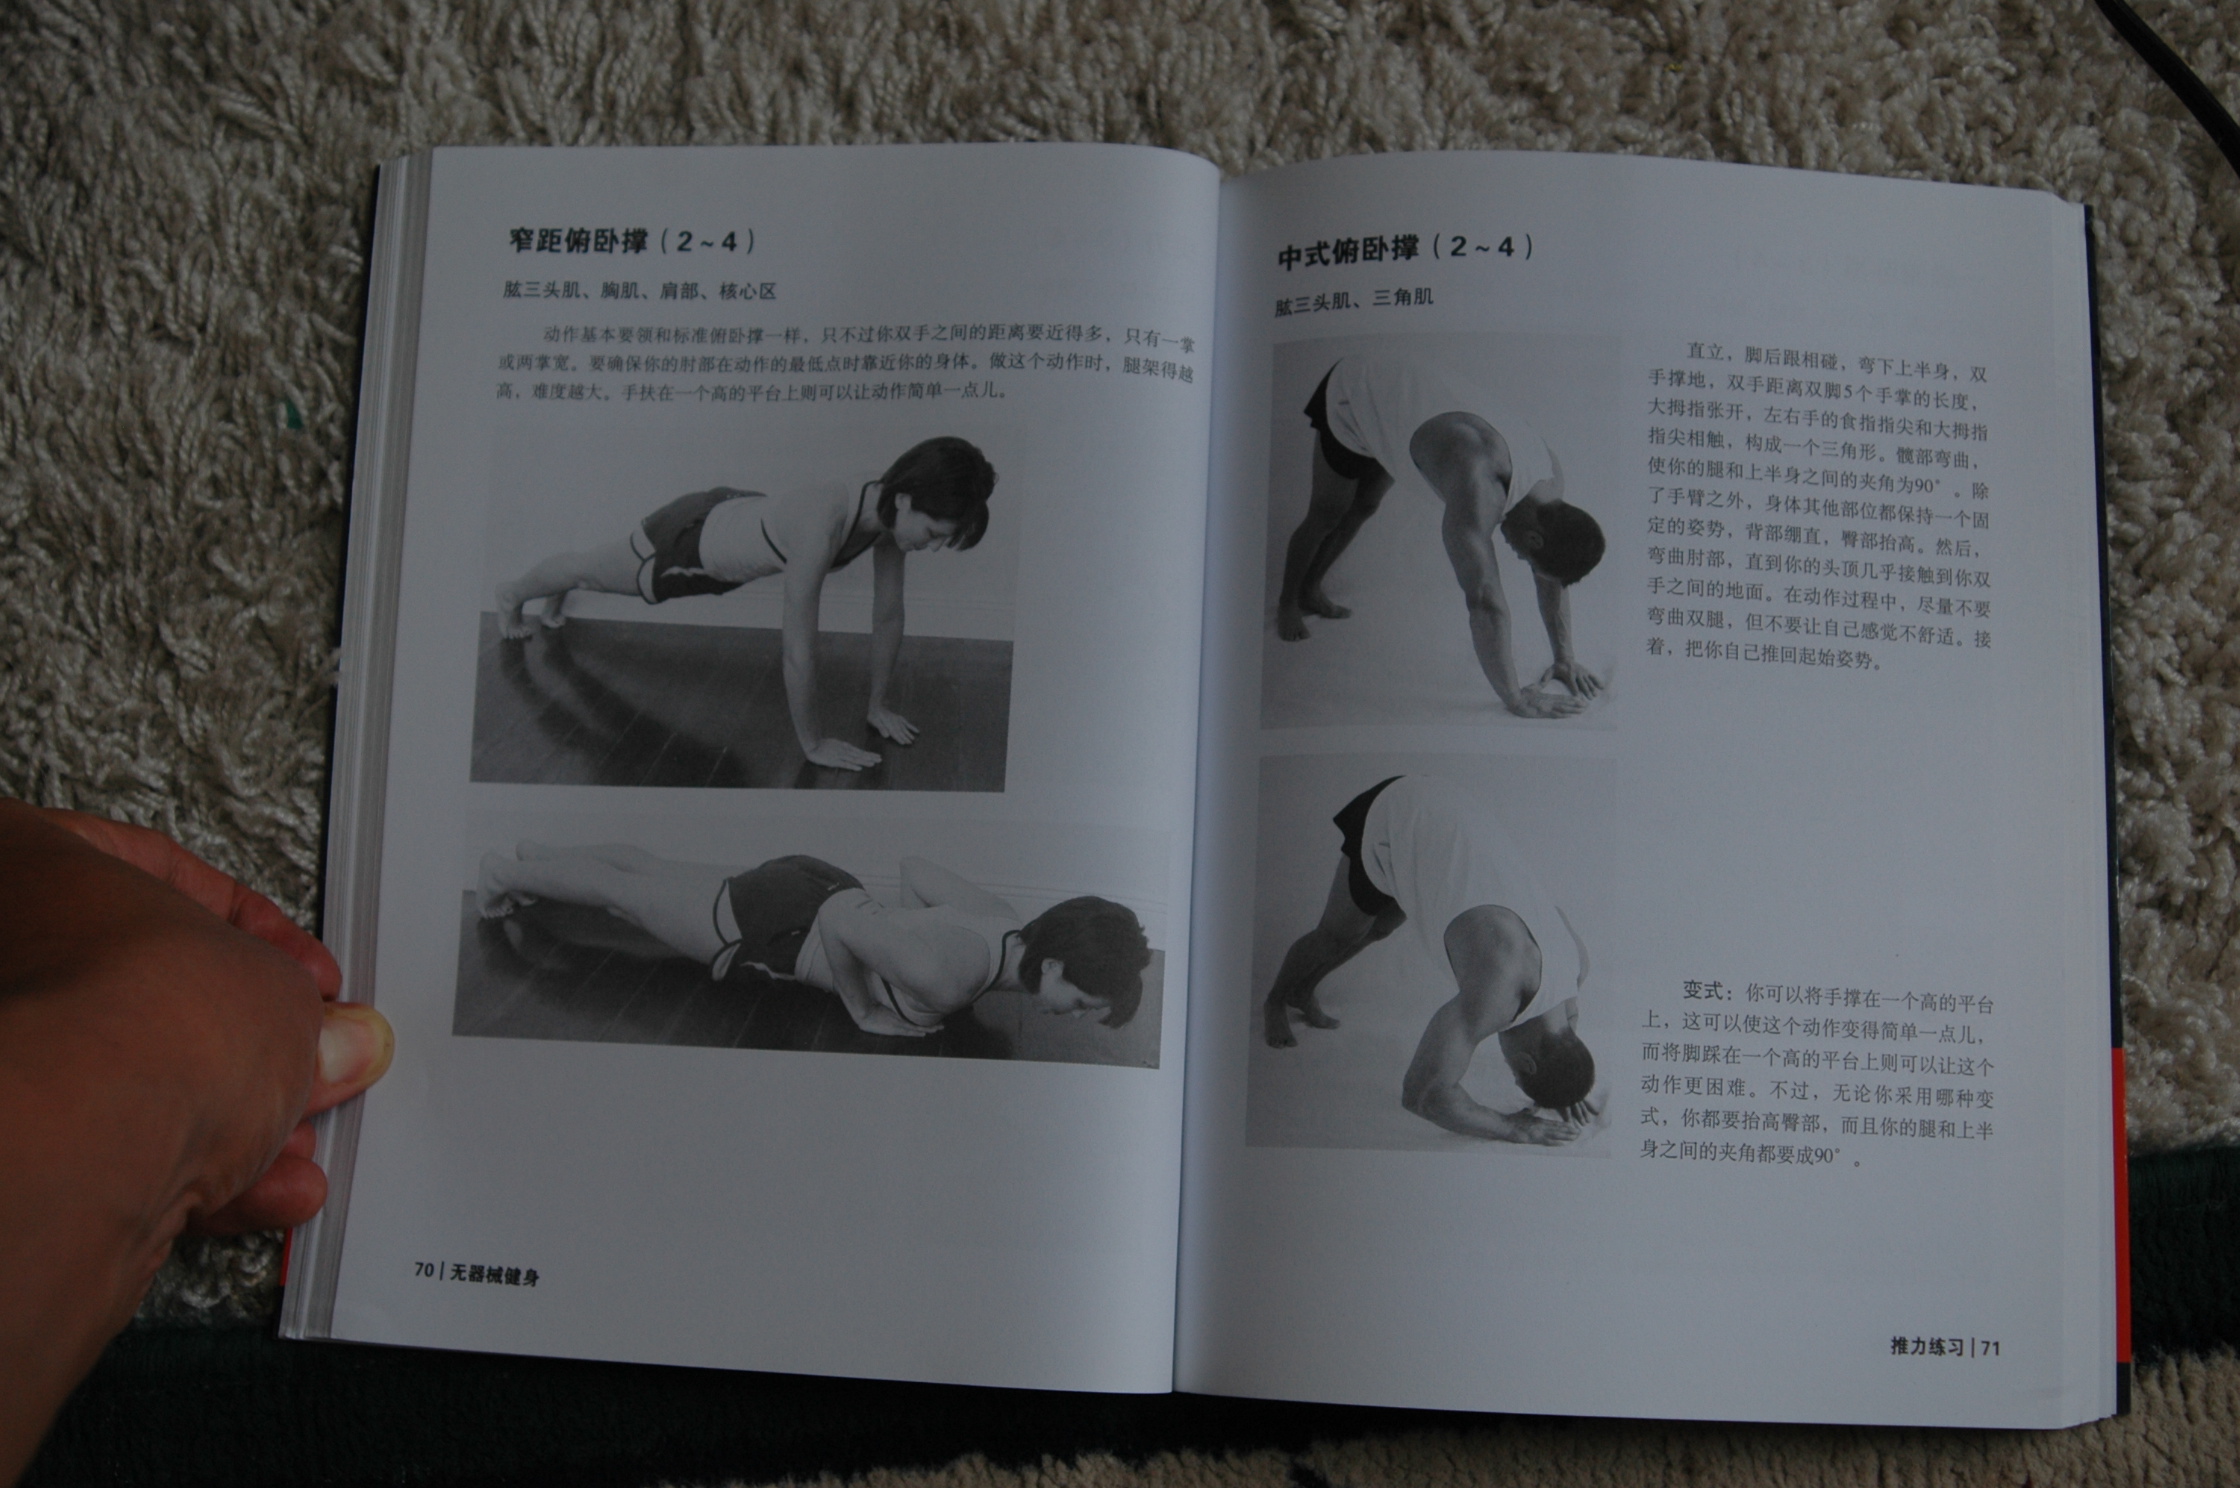 窄距俯卧撑（2～4）
肱三头肌、胸肌、肩部、核心区
动作基本要领和标准俯卧撑一样，只不过你双手之间的距离要近得多，只有一掌
或两掌宽。要确保你的肘部在动作的最低点时靠近你的身体。做这个动作时，腿架得越
高，难度越大。手扶在一个高的平台上则可以让动作简单一点儿。
70|无器械健身
中式俯卧撑（2～4）
肱三头肌、三角肌
直立，脚后跟相碰，弯下上半身，双
手撑地，双手距离双脚5个手掌的长度，
大拇指张开，左右手的食指指尖和大拇指
指尖相触，构成一个三角形。髋部弯曲，
使你的腿和上半身之间的夹角为90°。除
了手臂之外，身体其他部位都保持一个固
定的姿势，背部绷直，臀部抬高。然后，
弯曲肘部，直到你的头顶几乎接触到你双
手之间的地面。在动作过程中，尽量不要
弯曲双腿，但不要让自己感觉不舒适。接
着，把你自己推回起始姿势。
变式：你可以将手撑在一个高的平台
上，这可以使这个动作变得简单一点儿，
而将脚踩在一个高的平台上则可以让这个
动作更困难。不过，无论你采用哪种变
式，你都要抬高臀部，而且你的腿和上半
身之间的夹角都要成90°。
推力练习|71